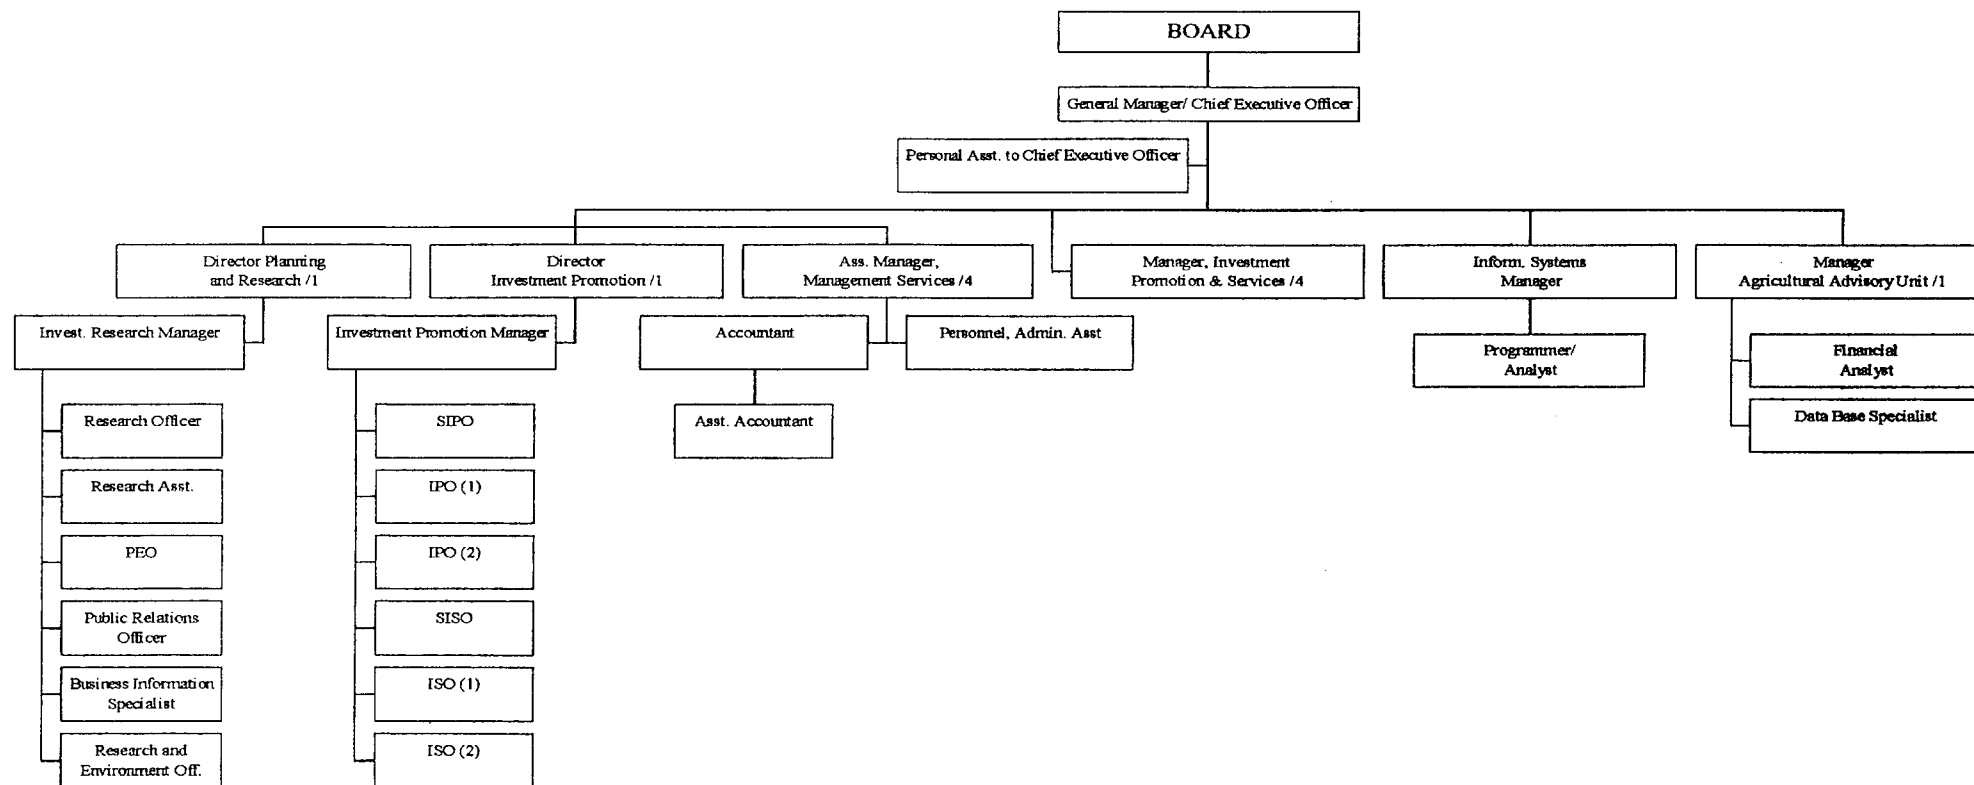 BOARD
General Manager/ Chief Executive Officer
Personal Asst. to Chief Executive Officer
Director Planning
and Research /1
Director
Investment Promotion /1
Ass. Manager,
Management Services /4
Manager, Investment
Promotion & Services /4
Inform. Systems
Manager
Manager
Agricultural Advisory Unit /1
Invest. Research Manager
Investment Promotion Manager
Accountant
Personnel, Admin. Asst
Programmer/
Analyst
Financial
Analyst
Data Base Specialist
Asst. Accountant
Research Officer
Research Asst.
PEO
Public Relations
Officer
Business Information
Specialist
Research and
Environment Off.
SIPO
IPO (1)
IPO (2)
SISO
ISO (1)
ISO (2)